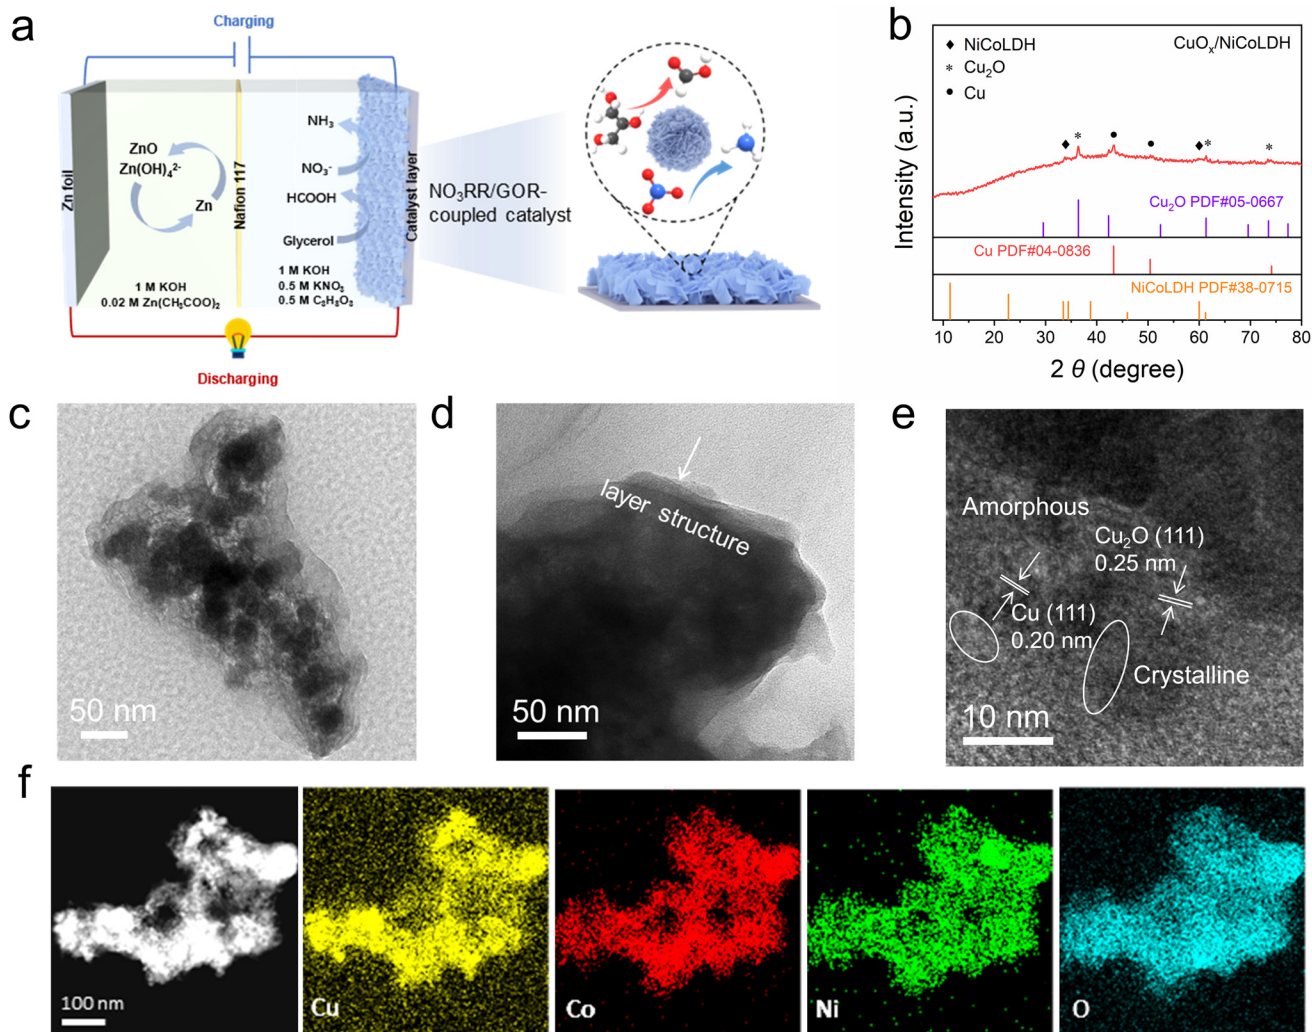 a
Charging
ZnO
Zn(OH)₄²⁻
Zn
Zn foil
Nafion 117
NH₃
NO₃⁻
HCOOH
Glycerol
Catalyst layer
1 M KOH
0.02 M Zn(CH₃COO)₂
1 M KOH
0.5 M KNO₃
0.5 M C₃H₈O₃
Discharging
NO₃RR/GOR-
coupled catalyst
b
NiCoLDH
Cu₂O
Cu
CuOₓ/NiCoLDH
Intensity (a.u.)
Cu₂O PDF#05-0667
Cu PDF#04-0836
NiCoLDH PDF#38-0715
10 20 30 40 50 60 70 80
2 θ (degree)
c
50 nm
d
layer structure
50 nm
e
Amorphous
Cu₂O (111)
0.25 nm
Cu (111)
0.20 nm
Crystalline
10 nm
f
100 nm
Cu
Co
Ni
O